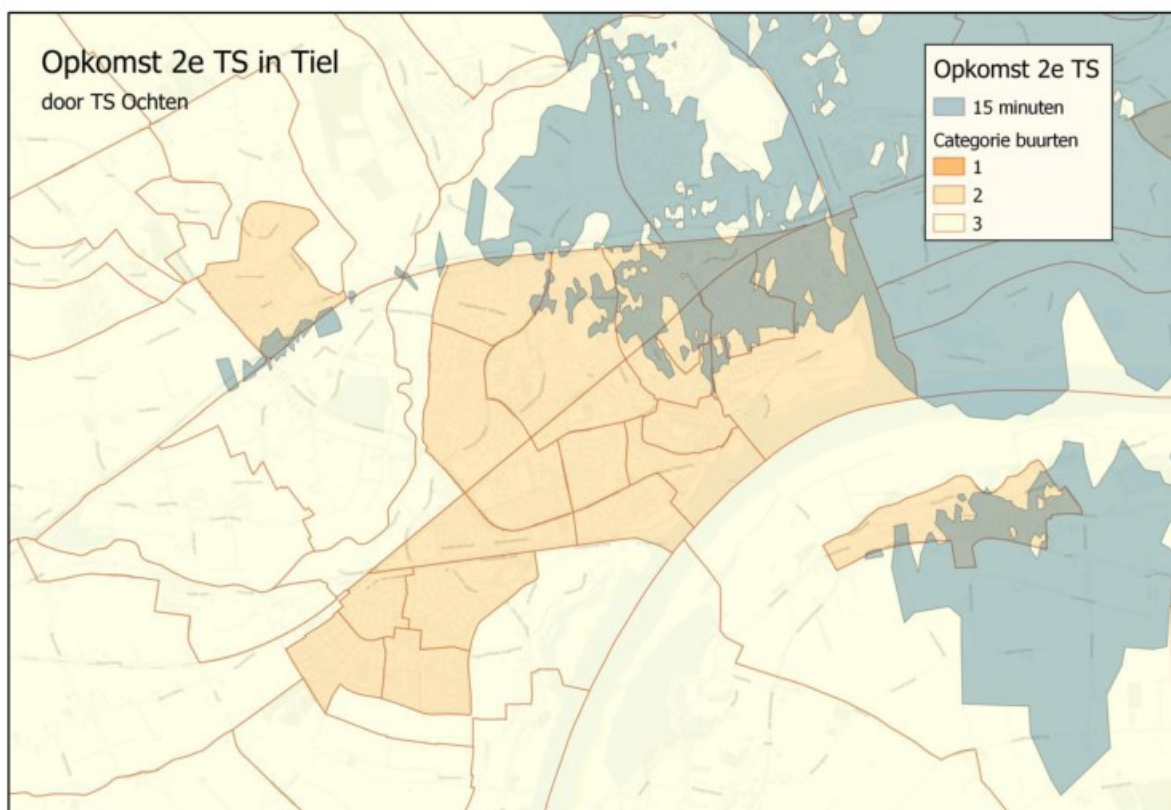 Opkomst 2e TS in Tiel
door TS Ochten
Opkomst 2e TS
15 minuten
Categorie buurten
1
2
3